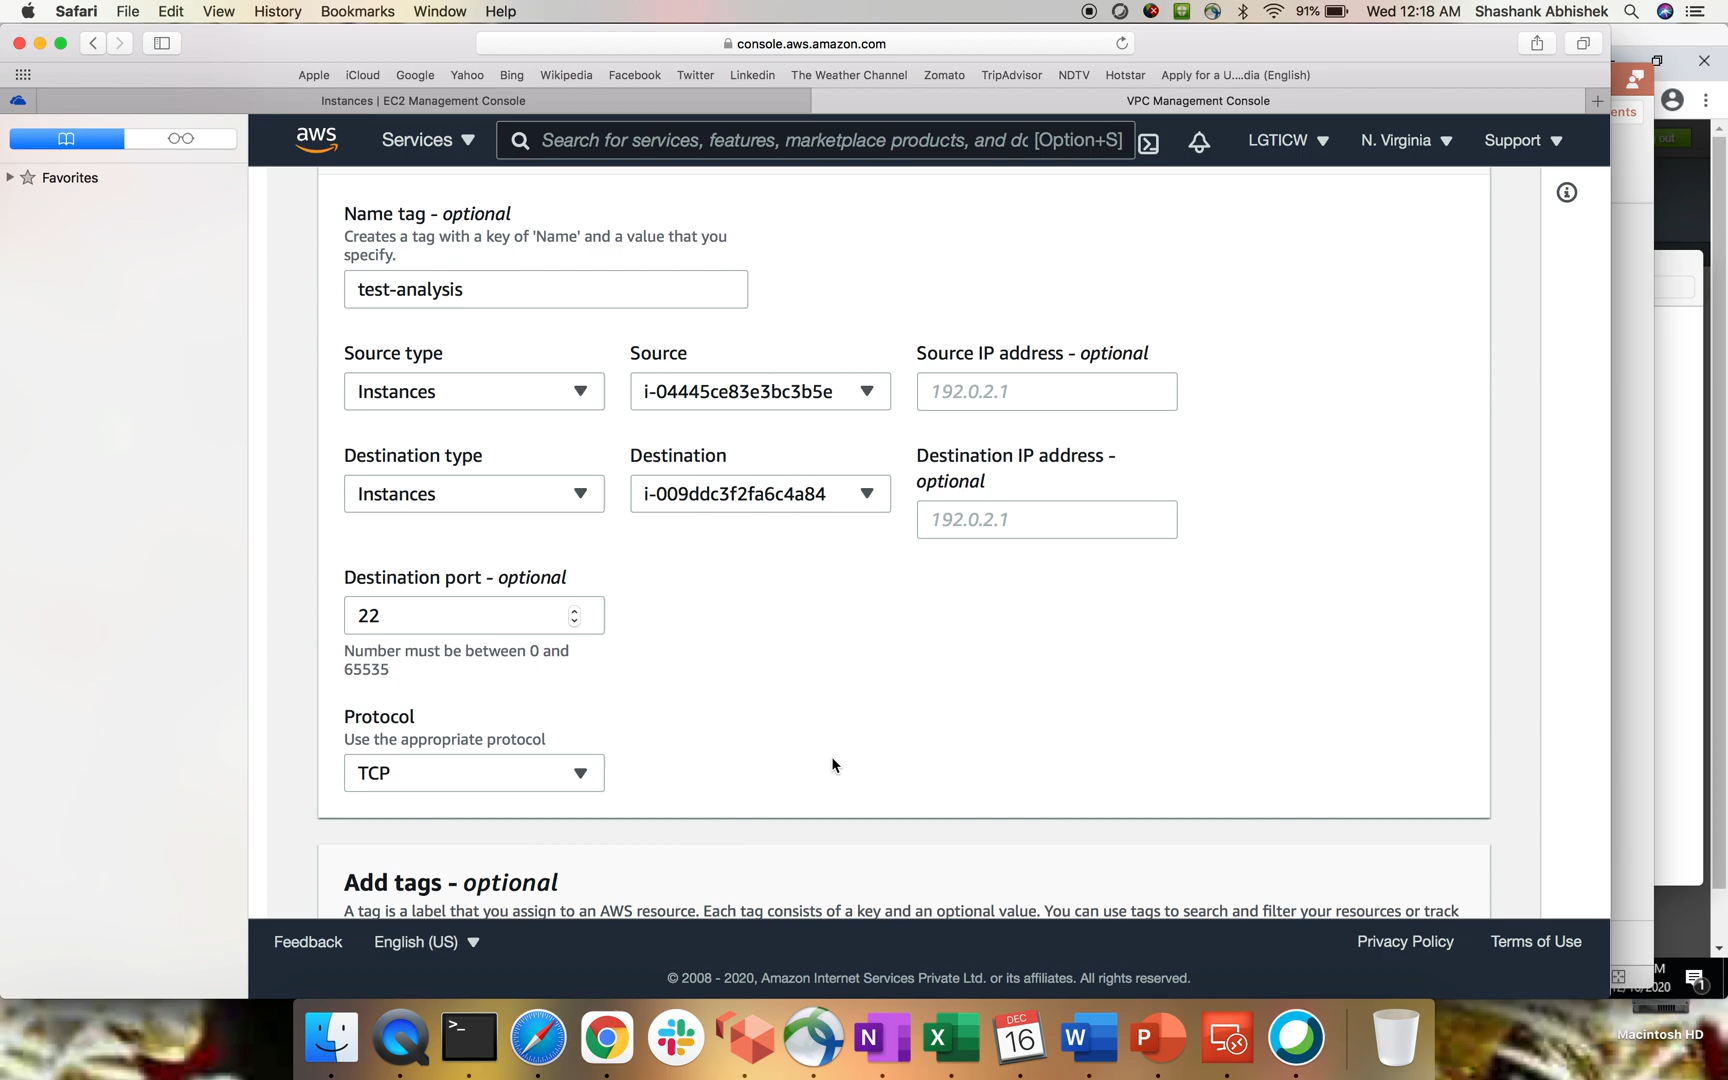 Safari File Edit View History Bookmarks Window Help 91% Wed 12:18 AM Shashank Abhishek
console.aws.amazon.com
Apple iCloud Google Yahoo Bing Wikipedia Facebook Twitter Linkedin The Weather Channel Zomato TripAdvisor NDTV Hotstar Apply for a U....dia (English)
Instances | EC2 Management Console VPC Management Console
ents
aws Services Search for services, features, marketplace products, and dc [Option+S] LGTICW N. Virginia Support
out
Favorites
Name tag - optional
Creates a tag with a key of 'Name' and a value that you
specify.
test-analysis
Source type Source Source IP address - optional
Instances i-04445ce83e3bc3b5e 192.0.2.1
Destination type Destination Destination IP address -
optional
Instances i-009ddc3f2fa6c4a84
192.0.2.1
Destination port - optional
22
Number must be between 0 and
65535
Protocol
Use the appropriate protocol
TCP
Add tags - optional
A tag is a label that you assign to an AWS resource. Each tag consists of a key and an optional value. You can use tags to search and filter your resources or track
Feedback English (US) Privacy Policy Terms of Use
© 2008 - 2020, Amazon Internet Services Private Ltd. or its affiliates. All rights reserved.
M
/2020 1
DEC
16
N X W P
Macintosh HD